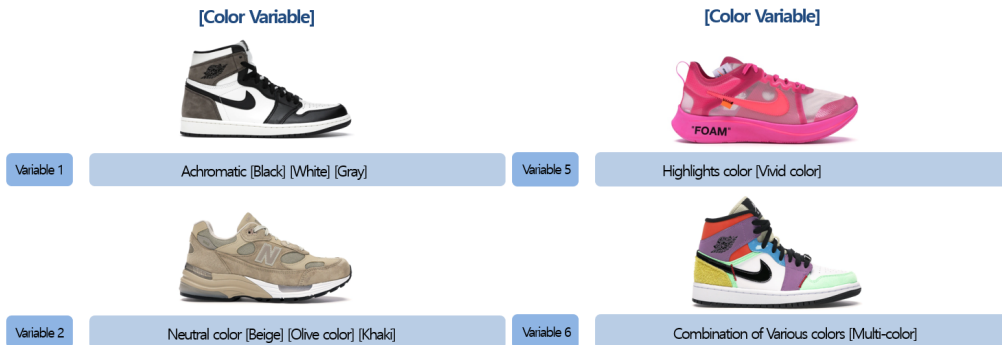 [Color Variable]
[Color Variable]
"FOAM"
Variable 1
Achromatic [Black] [White] [Gray]
Variable 5
Highlights color [Vivid color]
N
Variable 2
Neutral color [Beige] [Olive color] [Khaki]
Variable 6
Combination of Various colors [Multi-color]